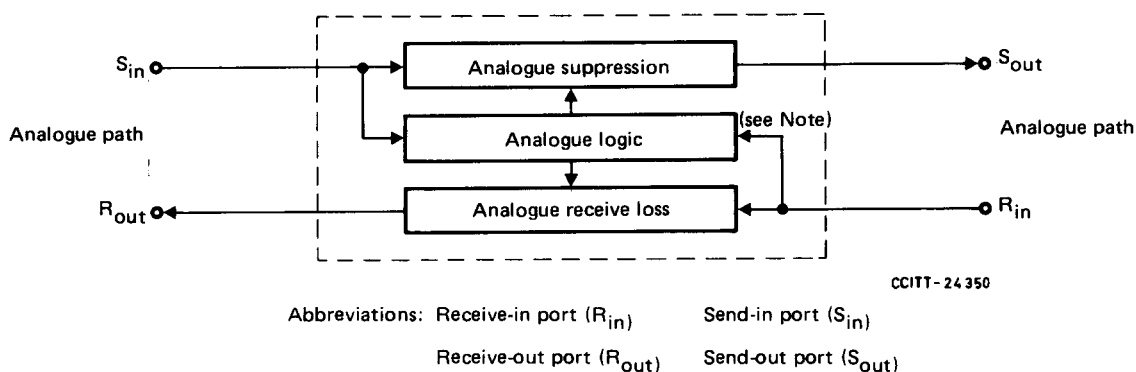 S_in
Analogue suppression
S_out
Analogue path
Analogue logic
(see Note)
Analogue path
R_out
Analogue receive loss
R_in
CCITT-24350
Abbreviations: Receive-in port (R_in) Send-in port (S_in)
Receive-out port (R_out) Send-out port (S_out)